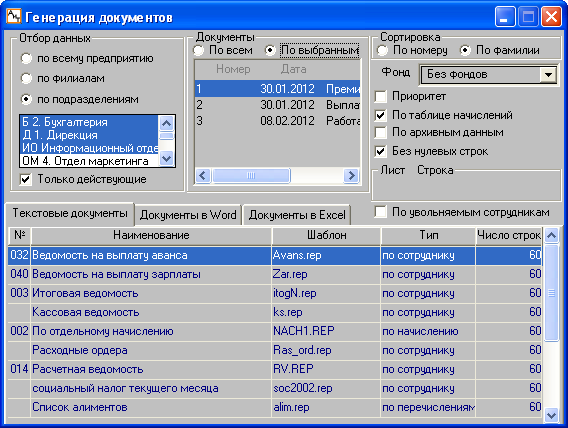 Генерация документов
Отбор данных
по всему предприятию
по филиалам
по подразделениям
Б 2. Бухгалтерия
Д 1. Дирекция
ИО Информационный отде
ОМ 4. Отдел маркетинга
Только действующие
Документы
По всем
По выбранным
Номер Дата
1 30.01.2012 Преми
2 30.01.2012 Выплат
3 08.02.2012 Работа
Сортировка
По номеру
По фамилии
Фонд Без фондов
Приоритет
По таблице начислений
По архивным данным
Без нулевых строк
Лист Строка
По увольняемым сотрудникам
Текстовые документы Документы в Word Документы в Excel
№ Наименование Шаблон Тип Число строк
032 Ведомость на выплату аванса Avans.rep по сотруднику 60
040 Ведомость на выплату зарплаты Zar.rep по сотруднику 60
003 Итоговая ведомость itogN.rep по сотруднику 60
Кассовая ведомость ks.rep по сотруднику 60
002 По отдельному начислению NACH1.REP по начислению 60
Расходные ордера Ras_ord.rep по сотруднику 60
014 Расчетная ведомость RV.REP по сотруднику 60
социальный налог текущего месяца soc2002.rep по сотруднику 60
Список алиментов alim.rep по перечислениям 60